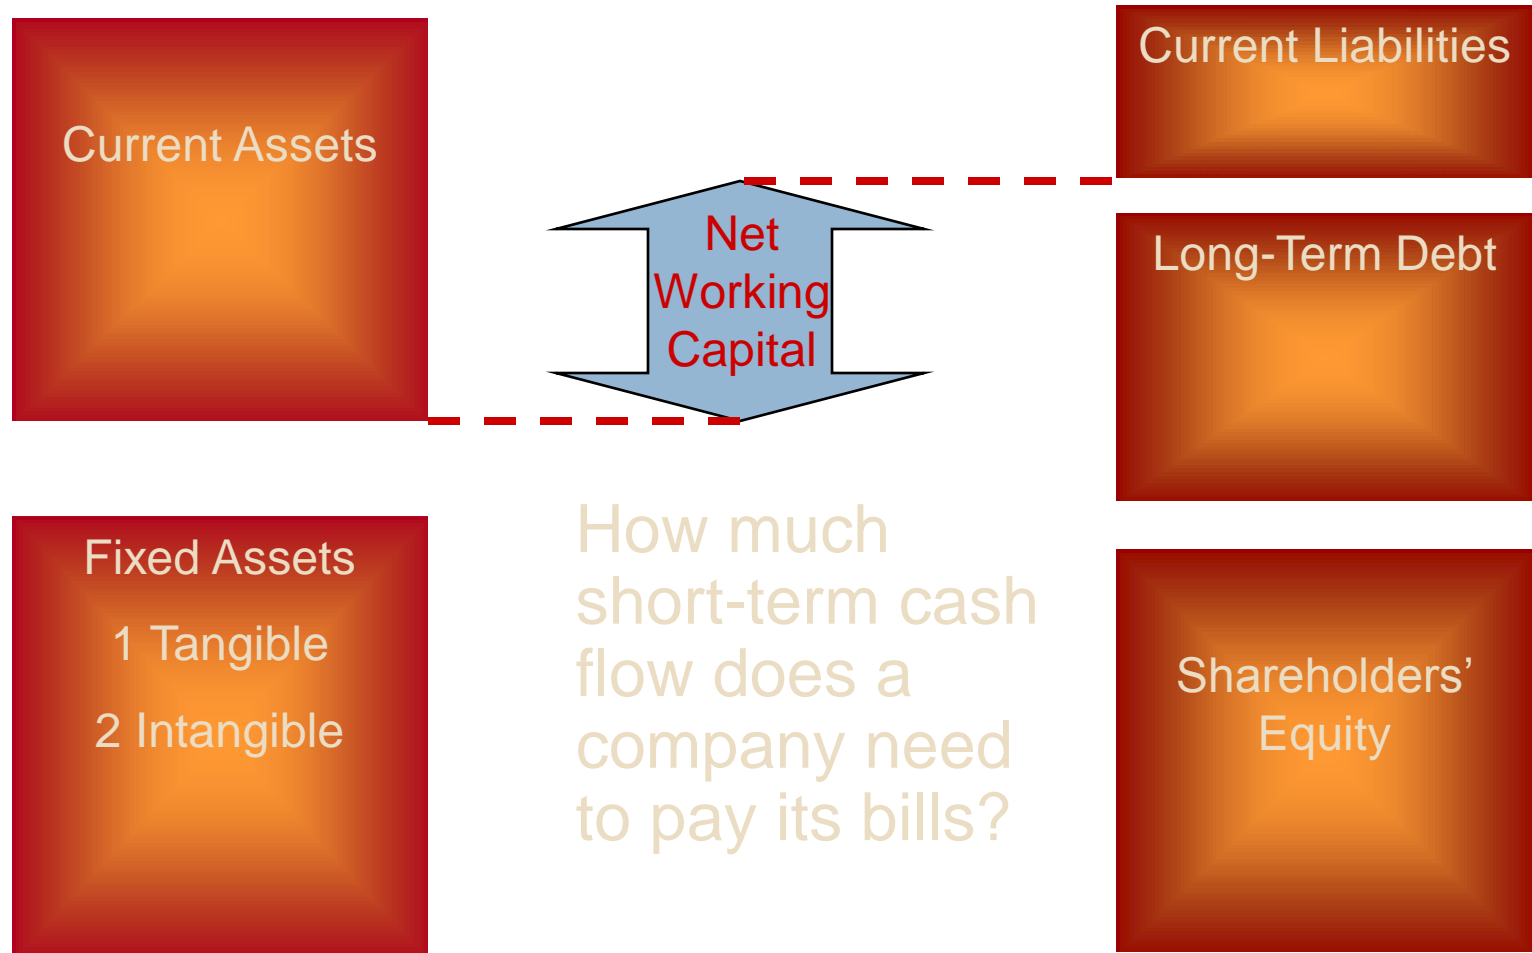 Current Assets
Fixed Assets
1 Tangible
2 Intangible
Net
Working
Capital
How much
short-term cash
flow does a
company need
to pay its bills?
Current Liabilities
Long-Term Debt
Shareholders’
Equity